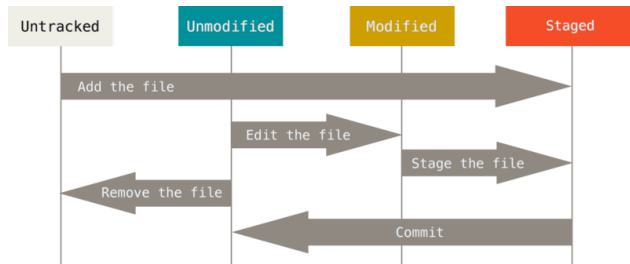 Untracked
Unmodified
Modified
Staged
Add the file
Edit the file
Stage the file
Remove the file
Commit